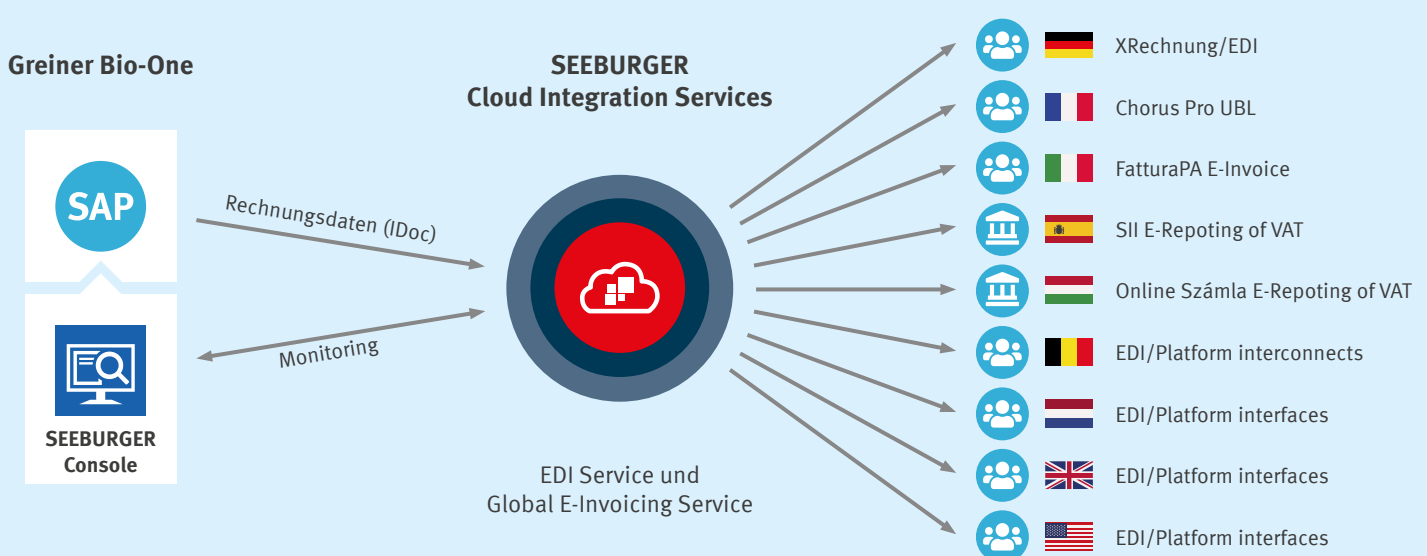 Greiner Bio-One
SAP
SEEBURGER
Console
Rechnungsdaten (IDoc)
Monitoring
SEEBURGER
Cloud Integration Services
EDI Service und
Global E-Invoicing Service
XRechnung/EDI
Chorus Pro UBL
FatturaPA E-Invoice
SII E-Repoting of VAT
Online Számla E-Repoting of VAT
EDI/Platform interconnects
EDI/Platform interfaces
EDI/Platform interfaces
EDI/Platform interfaces